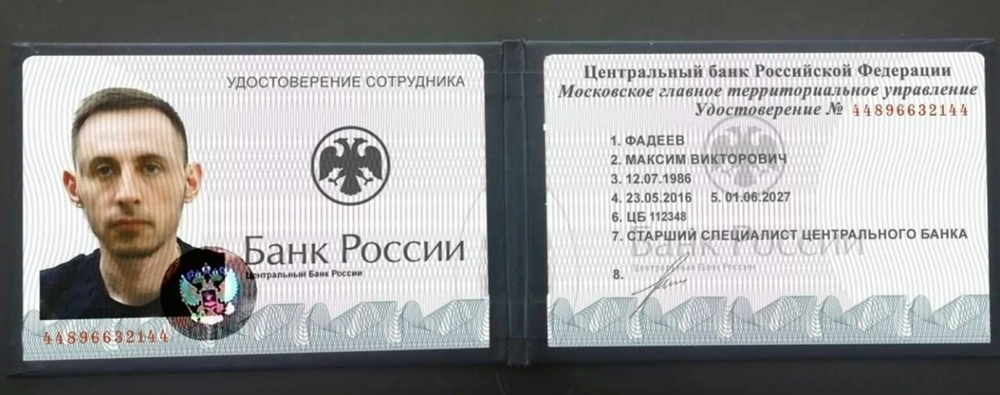 УДОСТОВЕРЕНИЕ СОТРУДНИКА
Банк России
Центральный Банк России
44896632144
Центральный банк Российской Федерации
Московское главное территориальное управление
Удостоверение № 44896632144
1. ФАДЕЕВ
2. МАКСИМ ВИКТОРОВИЧ
3. 12.07.1986
4. 23.05.2016 5. 01.06.2027
6. ЦБ 112348
7. СТАРШИЙ СПЕЦИАЛИСТ ЦЕНТРАЛЬНОГО БАНКА
Банк России
Центральный Банк России
8.